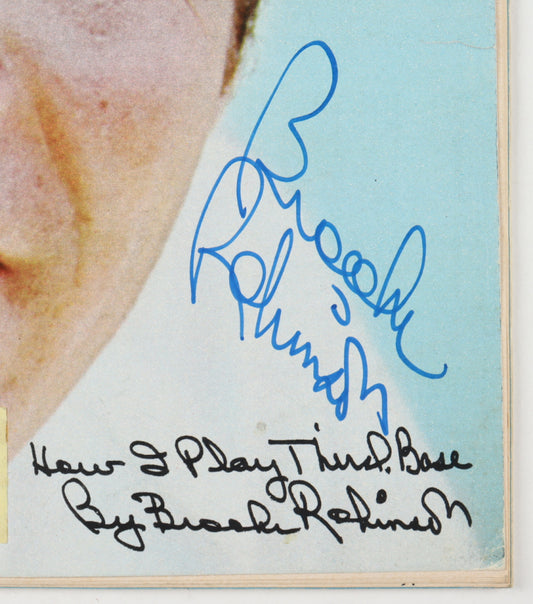 Brooks
Robinson
How I Play Third Base
By Brooks Robinson